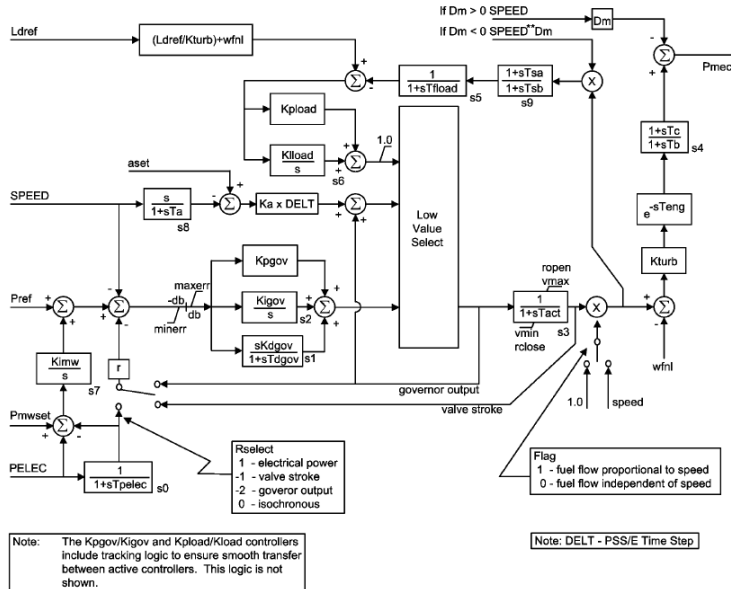 If Dm > 0 SPEED
Dm
Ldref
(Ldref/Kturb)+wfnl
If Dm < 0 SPEED**Dm
-
Σ
+
Pmech
+
Σ
-
1
1+sTfload
s5
1+sTsa
1+sTsb
s9
X
Kpload
KIload
s
s6
+
+
Σ
1.0
1+sTc
1+sTb
s4
aset
SPEED
s
1+sTa
s8
+
-
Σ
Ka x DELT
+
+
Σ
Low
Value
Select
e-sTeng
Kturb
Pref
+
+
Σ
-
+
-
Σ
maxerr
-db
db
minerr
Kpgov
Kigov
s
s2
sKdgov
1+sTdgov
s1
+
+
+
Σ
ropen
vmax
1
1+sTact
s3
vmin
rclose
X
+
-
Σ
wfnl
Kimw
s
s7
r
governor output
valve stroke
1.0
speed
Pmwset
+
-
+
Σ
PELEC
1
1+sTpelec
s0
Rselect
1 - electrical power
-1 - valve stroke
-2 - goveror output
0 - isochronous
Flag
1 - fuel flow proportional to speed
0 - fuel flow independent of speed
Note: The Kpgov/Kigov and Kpload/Kload controllers
include tracking logic to ensure smooth transfer
between active controllers. This logic is not
shown.
Note: DELT - PSS/E Time Step